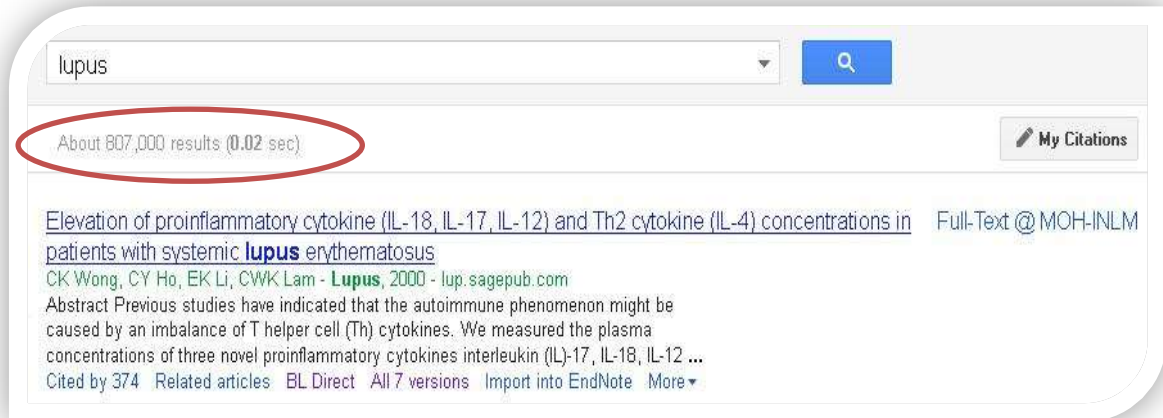 lupus
About 807,000 results (0.02 sec)
My Citations
Elevation of proinflammatory cytokine (IL-18, IL-17, IL-12) and Th2 cytokine (IL-4) concentrations in
patients with systemic lupus erythematosus
Full-Text @ MOH-INLM
CK Wong, CY Ho, EK Li, CWK Lam - Lupus, 2000 - lup.sagepub.com
Abstract Previous studies have indicated that the autoimmune phenomenon might be
caused by an imbalance of T helper cell (Th) cytokines. We measured the plasma
concentrations of three novel proinflammatory cytokines interleukin (IL)-17, IL-18, IL-12 ...
Cited by 374 Related articles BL Direct All 7 versions Import into EndNote More